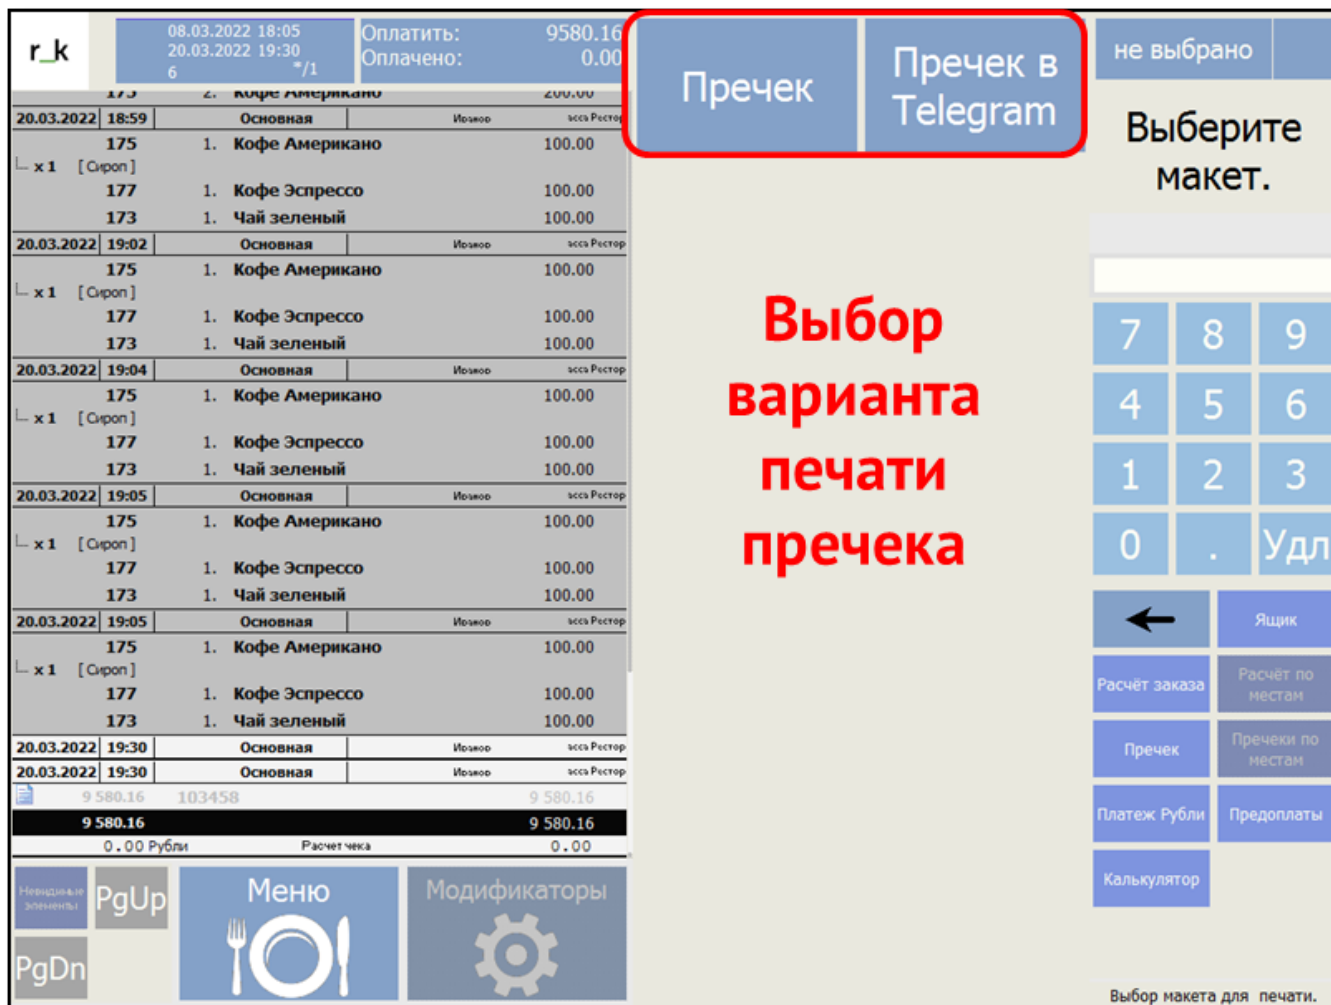 r_k
08.03.2022 18:05
20.03.2022 19:30
6 */1
Оплатить: 9580.16
Оплачено: 0.00
Пречек
Пречек в
Telegram
не выбрано
Выберите
макет.
175 2. Кофе Американо 200.00
20.03.2022 18:59 Основная
175 1. Кофе Американо 100.00
x 1 [Сироп]
177 1. Кофе Эспрессо 100.00
173 1. Чай зеленый 100.00
20.03.2022 19:02 Основная
175 1. Кофе Американо 100.00
x 1 [Сироп]
177 1. Кофе Эспрессо 100.00
173 1. Чай зеленый 100.00
20.03.2022 19:04 Основная
175 1. Кофе Американо 100.00
x 1 [Сироп]
177 1. Кофе Эспрессо 100.00
173 1. Чай зеленый 100.00
20.03.2022 19:05 Основная
175 1. Кофе Американо 100.00
x 1 [Сироп]
177 1. Кофе Эспрессо 100.00
173 1. Чай зеленый 100.00
20.03.2022 19:05 Основная
175 1. Кофе Американо 100.00
x 1 [Сироп]
177 1. Кофе Эспрессо 100.00
173 1. Чай зеленый 100.00
20.03.2022 19:30 Основная
20.03.2022 19:30 Основная
9 580.16 103458 9 580.16
9 580.16 9 580.16
0.00 Рубли Расчет чека 0.00
Выбор
варианта
печати
пречека
7 8 9
4 5 6
1 2 3
0 . Удл
Ящик
Расчёт заказа
Расчёт по
местам
Пречек
Пречеки по
местам
Платеж Рубли
Предоплаты
Калькулятор
Невидимые
элементы
PgUp
PgDn
Меню
Модификаторы
Выбор макета для печати.